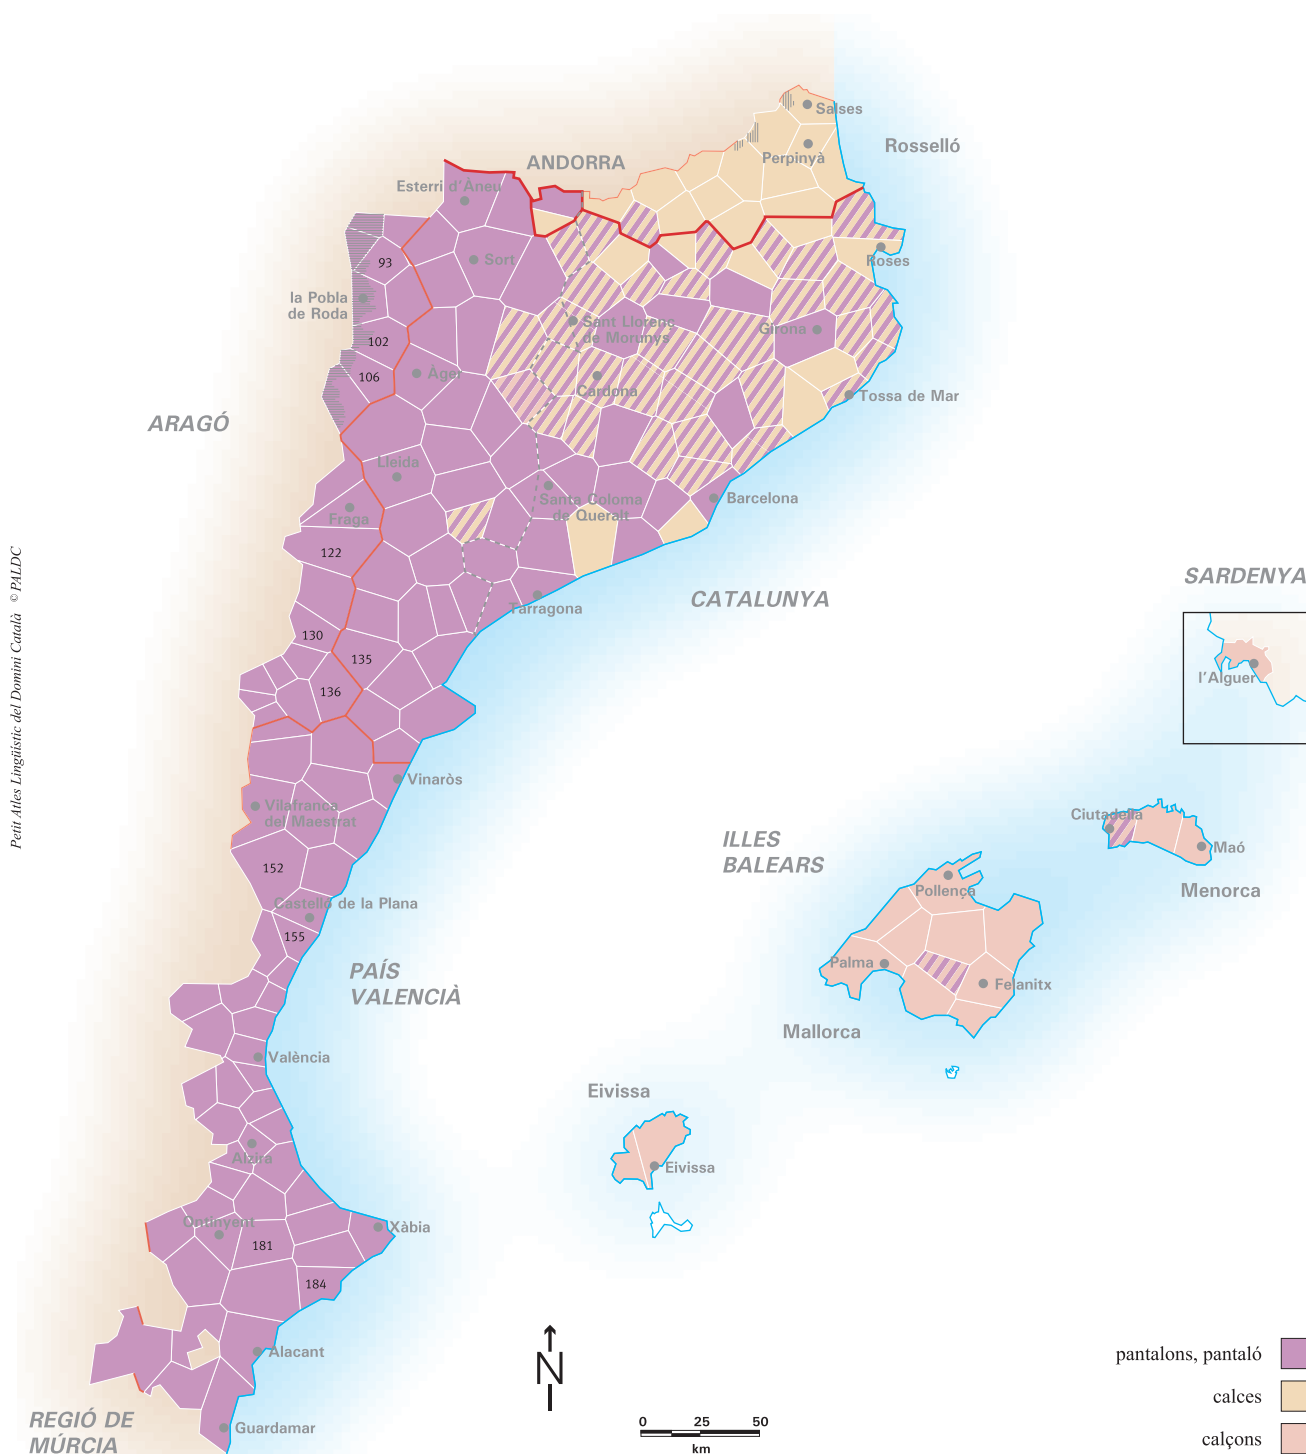 Salses
Rosselló
Perpinyà
ANDORRA
Esterri d'Àneu
Roses
93
Sort
la Pobla
de Roda
Sant Llorenç
de Morunys
Girona
102
106
Àger
Cardona
Tossa de Mar
ARAGÓ
Lleida
Santa Coloma
de Queralt
Barcelona
Fraga
122
SARDENYA
CATALUNYA
Tarragona
130
135
136
l'Alguer
Petit Atles Lingüístic del Domini Català © PALDC
Vinaròs
Vilafranca
del Maestrat
Ciutadella
Maó
ILLES
BALEARS
152
Menorca
Pollença
Castelló de la Plana
155
Palma
PAÍS
VALENCIÀ
Felanitx
Mallorca
València
Eivissa
Alzira
Eivissa
Ontinyent
Xàbia
181
184
Alacant
N
pantalons, pantaló
calces
REGIÓ DE
MÚRCIA
Guardamar
0 25 50
km
calçons